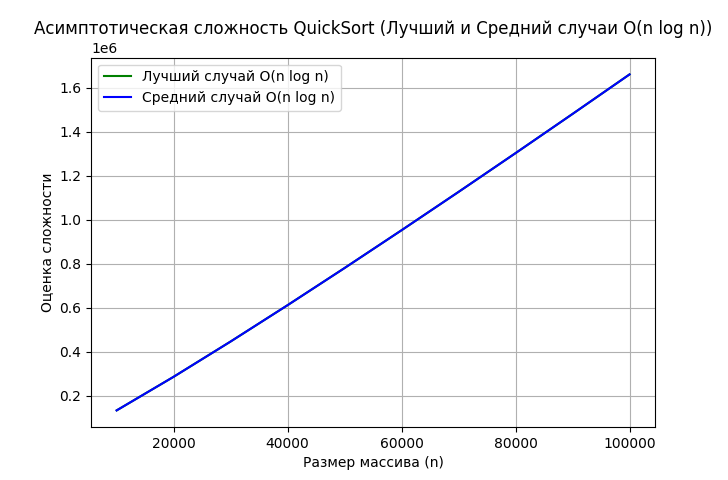 Асимптотическая сложность QuickSort (Лучший и Средний случаи O(n log n))
1e6
Лучший случай O(n log n)
Средний случай O(n log n)
1.6
1.4
1.2
1.0
0.8
0.6
0.4
0.2
Оценка сложности
20000 40000 60000 80000 100000
Размер массива (n)